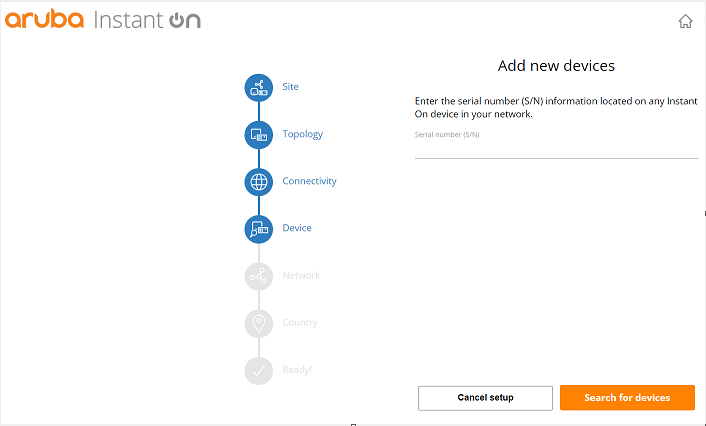 aruba Instant On
Site
Topology
Connectivity
Device
Network
Country
Ready!
Add new devices
Enter the serial number (S/N) information located on any Instant
On device in your network.
Serial number (S/N)
Cancel setup
Search for devices